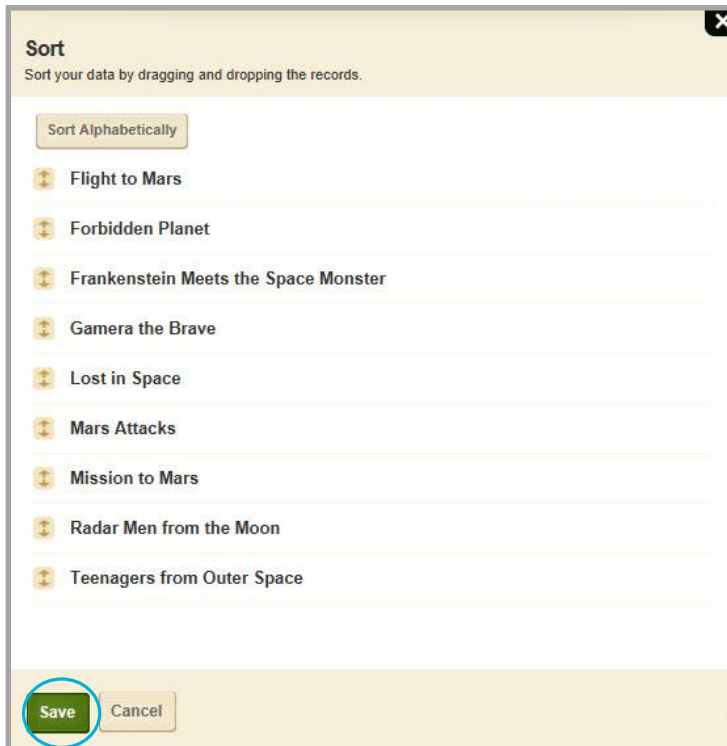 Sort
Sort your data by dragging and dropping the records.
Sort Alphabetically
Flight to Mars
Forbidden Planet
Frankenstein Meets the Space Monster
Gamera the Brave
Lost in Space
Mars Attacks
Mission to Mars
Radar Men from the Moon
Teenagers from Outer Space
Save Cancel